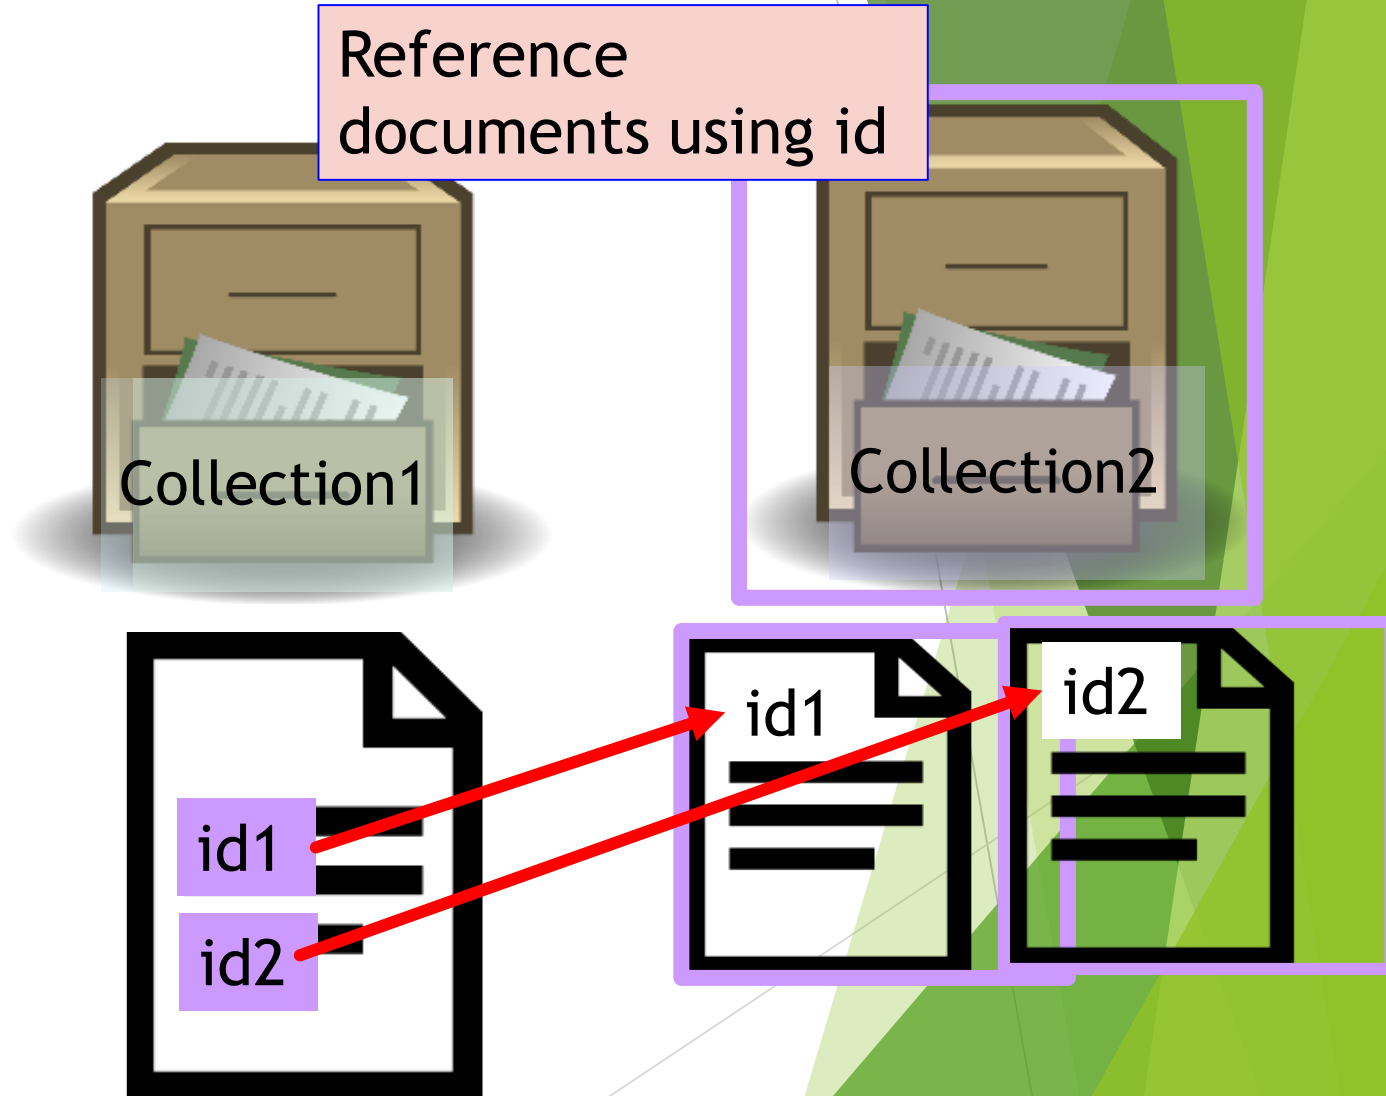 Reference
documents using id
Collection1
Collection2
id1
id2
id1
id2